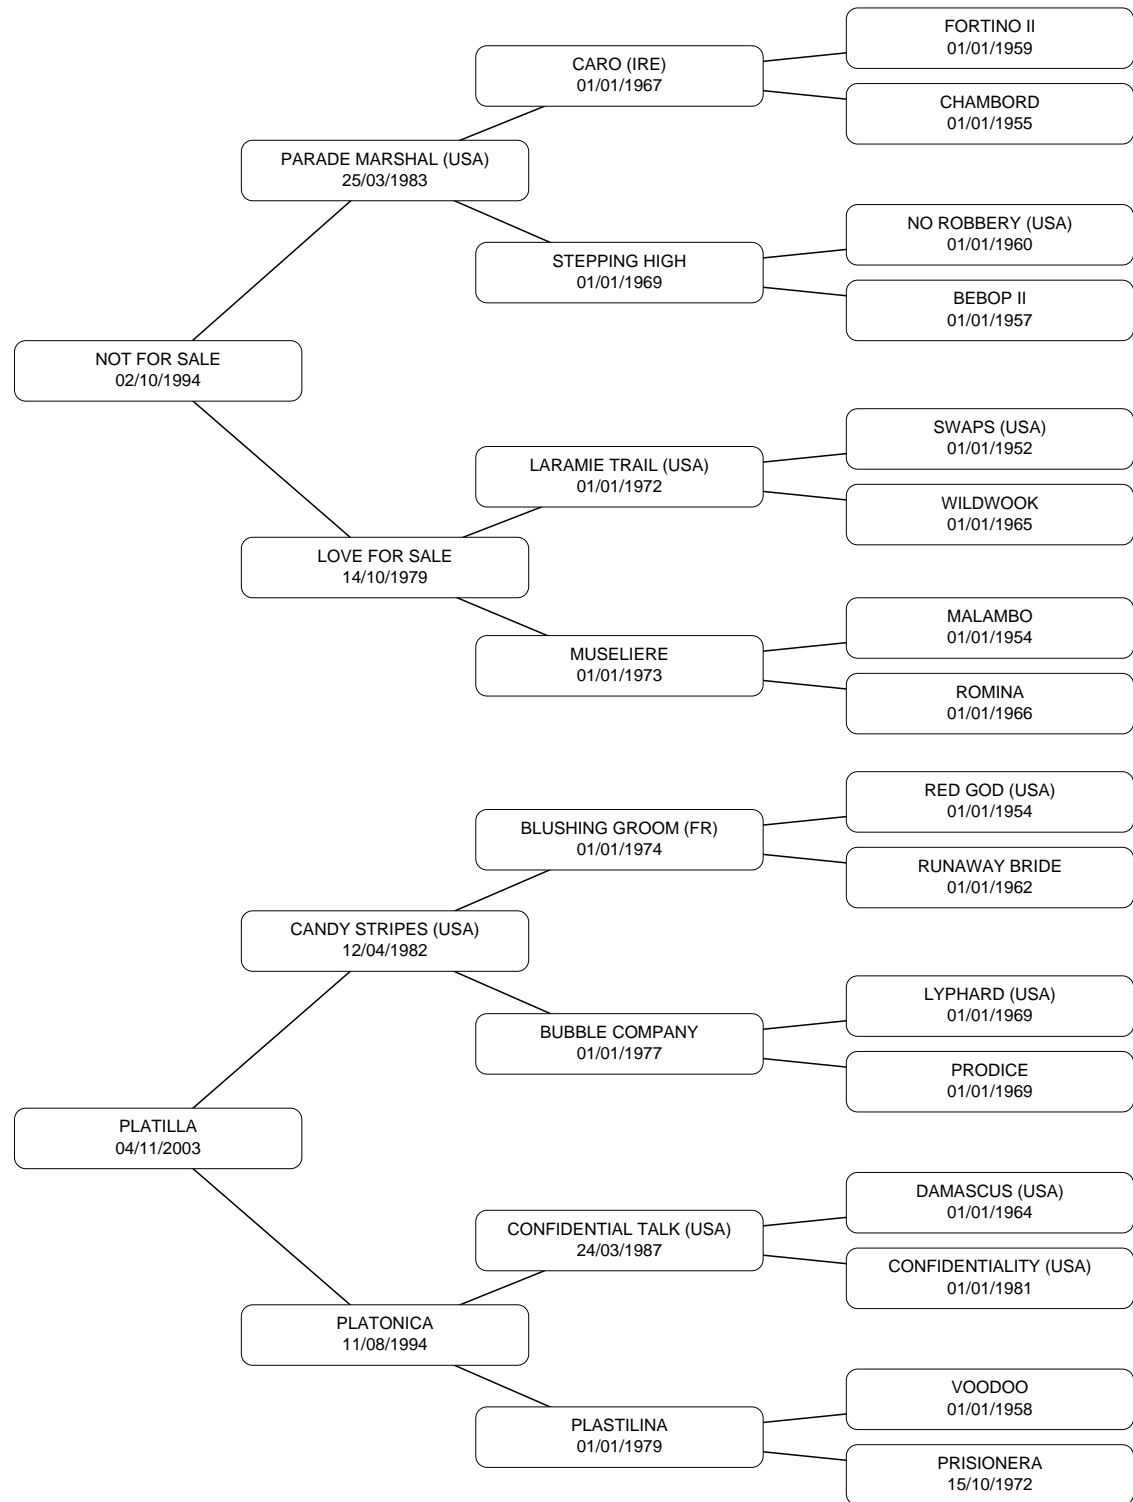 FORTINO II
01/01/1959
CARO (IRE)
01/01/1967
CHAMBORD
01/01/1955
PARADE MARSHAL (USA)
25/03/1983
NO ROBBERY (USA)
01/01/1960
STEPPING HIGH
01/01/1969
BEBOP II
01/01/1957
NOT FOR SALE
02/10/1994
SWAPS (USA)
01/01/1952
LARAMIE TRAIL (USA)
01/01/1972
WILDWOOK
01/01/1965
LOVE FOR SALE
14/10/1979
MALAMBO
01/01/1954
MUSELIERE
01/01/1973
ROMINA
01/01/1966
RED GOD (USA)
01/01/1954
BLUSHING GROOM (FR)
01/01/1974
RUNAWAY BRIDE
01/01/1962
CANDY STRIPES (USA)
12/04/1982
LYPHARD (USA)
01/01/1969
BUBBLE COMPANY
01/01/1977
PRODICE
01/01/1969
PLATILLA
04/11/2003
DAMASCUS (USA)
01/01/1964
CONFIDENTIAL TALK (USA)
24/03/1987
CONFIDENTIALITY (USA)
01/01/1981
PLATONICA
11/08/1994
VOODOO
01/01/1958
PLASTILINA
01/01/1979
PRISIONERA
15/10/1972